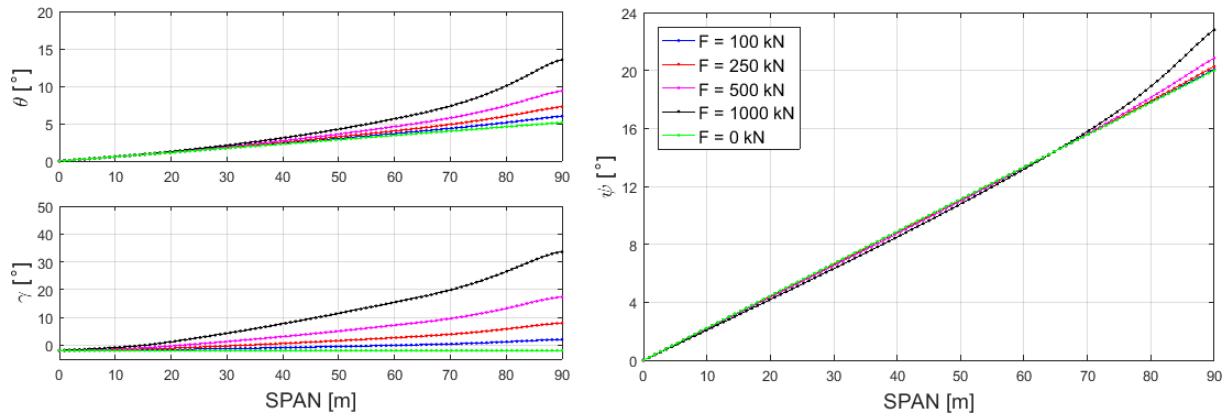 20
15
10
5
0
θ [°]
0 10 20 30 40 50 60 70 80 90
50
40
30
20
10
0
γ [°]
0 10 20 30 40 50 60 70 80 90
SPAN [m]
24
20
16
12
8
4
0
ψ [°]
F = 100 kN
F = 250 kN
F = 500 kN
F = 1000 kN
F = 0 kN
0 10 20 30 40 50 60 70 80 90
SPAN [m]